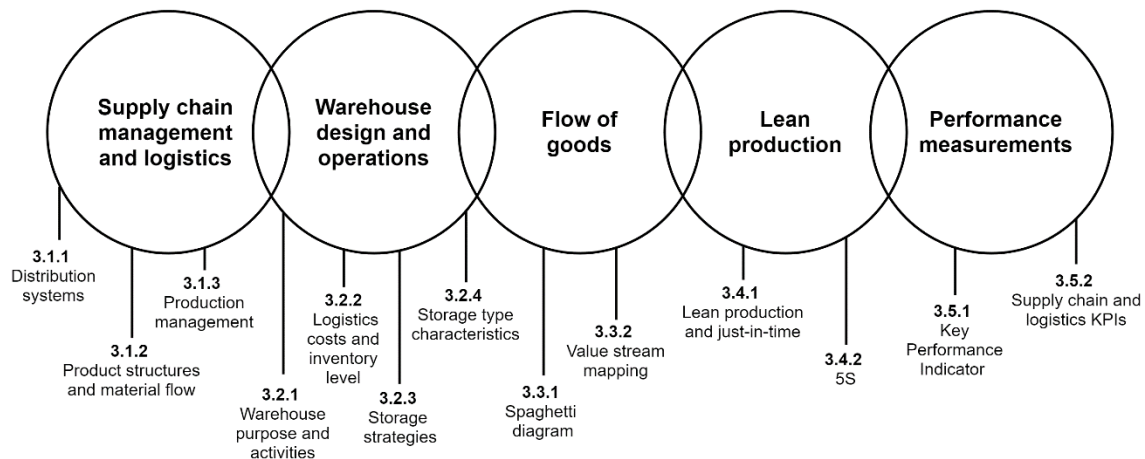 Supply chain
management
and logistics
Warehouse
design and
operations
Flow of
goods
Lean
production
Performance
measurements
3.1.1
Distribution
systems
3.1.2
Product structures
and material flow
3.1.3
Production
management
3.2.1
Warehouse
purpose and
activities
3.2.2
Logistics
costs and
inventory
level
3.2.3
Storage
strategies
3.2.4
Storage type
characteristics
3.3.1
Spaghetti
diagram
3.3.2
Value stream
mapping
3.4.1
Lean production
and just-in-time
3.4.2
5S
3.5.1
Key
Performance
Indicator
3.5.2
Supply chain and
logistics KPIs